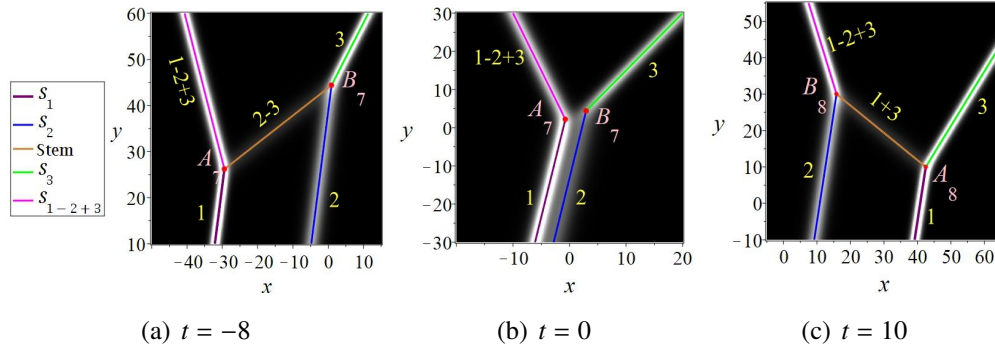 S1
S2
Stem
S3
S1-2+3
60
50
40
30
20
10
y
-40 -30 -20 -10 0 10
x
1-2+3
3
B7
2-3
A7
1
2
(a) t = −8
30
20
10
0
-10
-20
-30
y
-10 0 10 20
x
1-2+3
3
A7
B7
1
2
(b) t = 0
50
40
30
20
10
0
-10
y
0 10 20 30 40 50 60
x
1-2+3
B8
1+3
3
A8
2
1
(c) t = 10